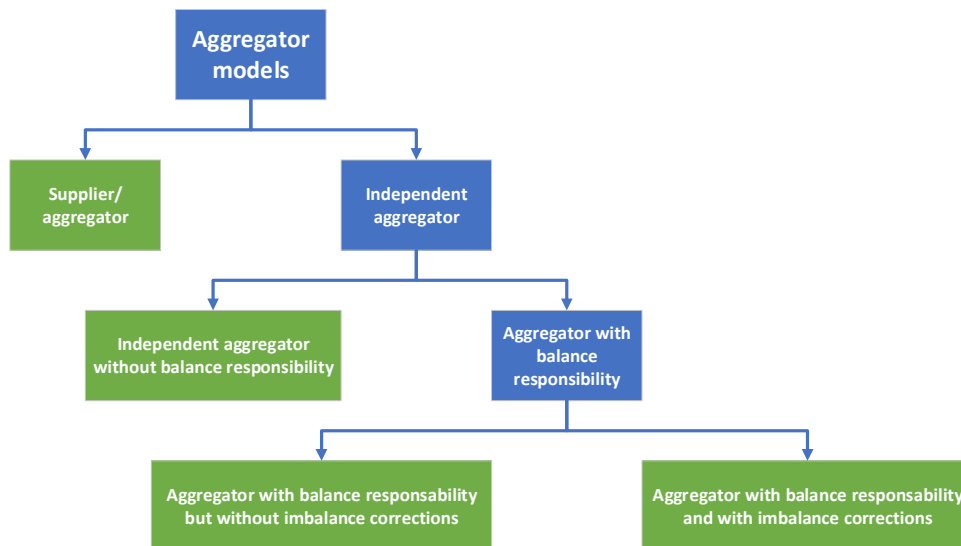 Aggregator
models
Supplier/
aggregator
Independent
aggregator
Independent aggregator
without balance responsibility
Aggregator with
balance
responsibility
Aggregator with balance responsability
but without imbalance corrections
Aggregator with balance responsability
and with imbalance corrections